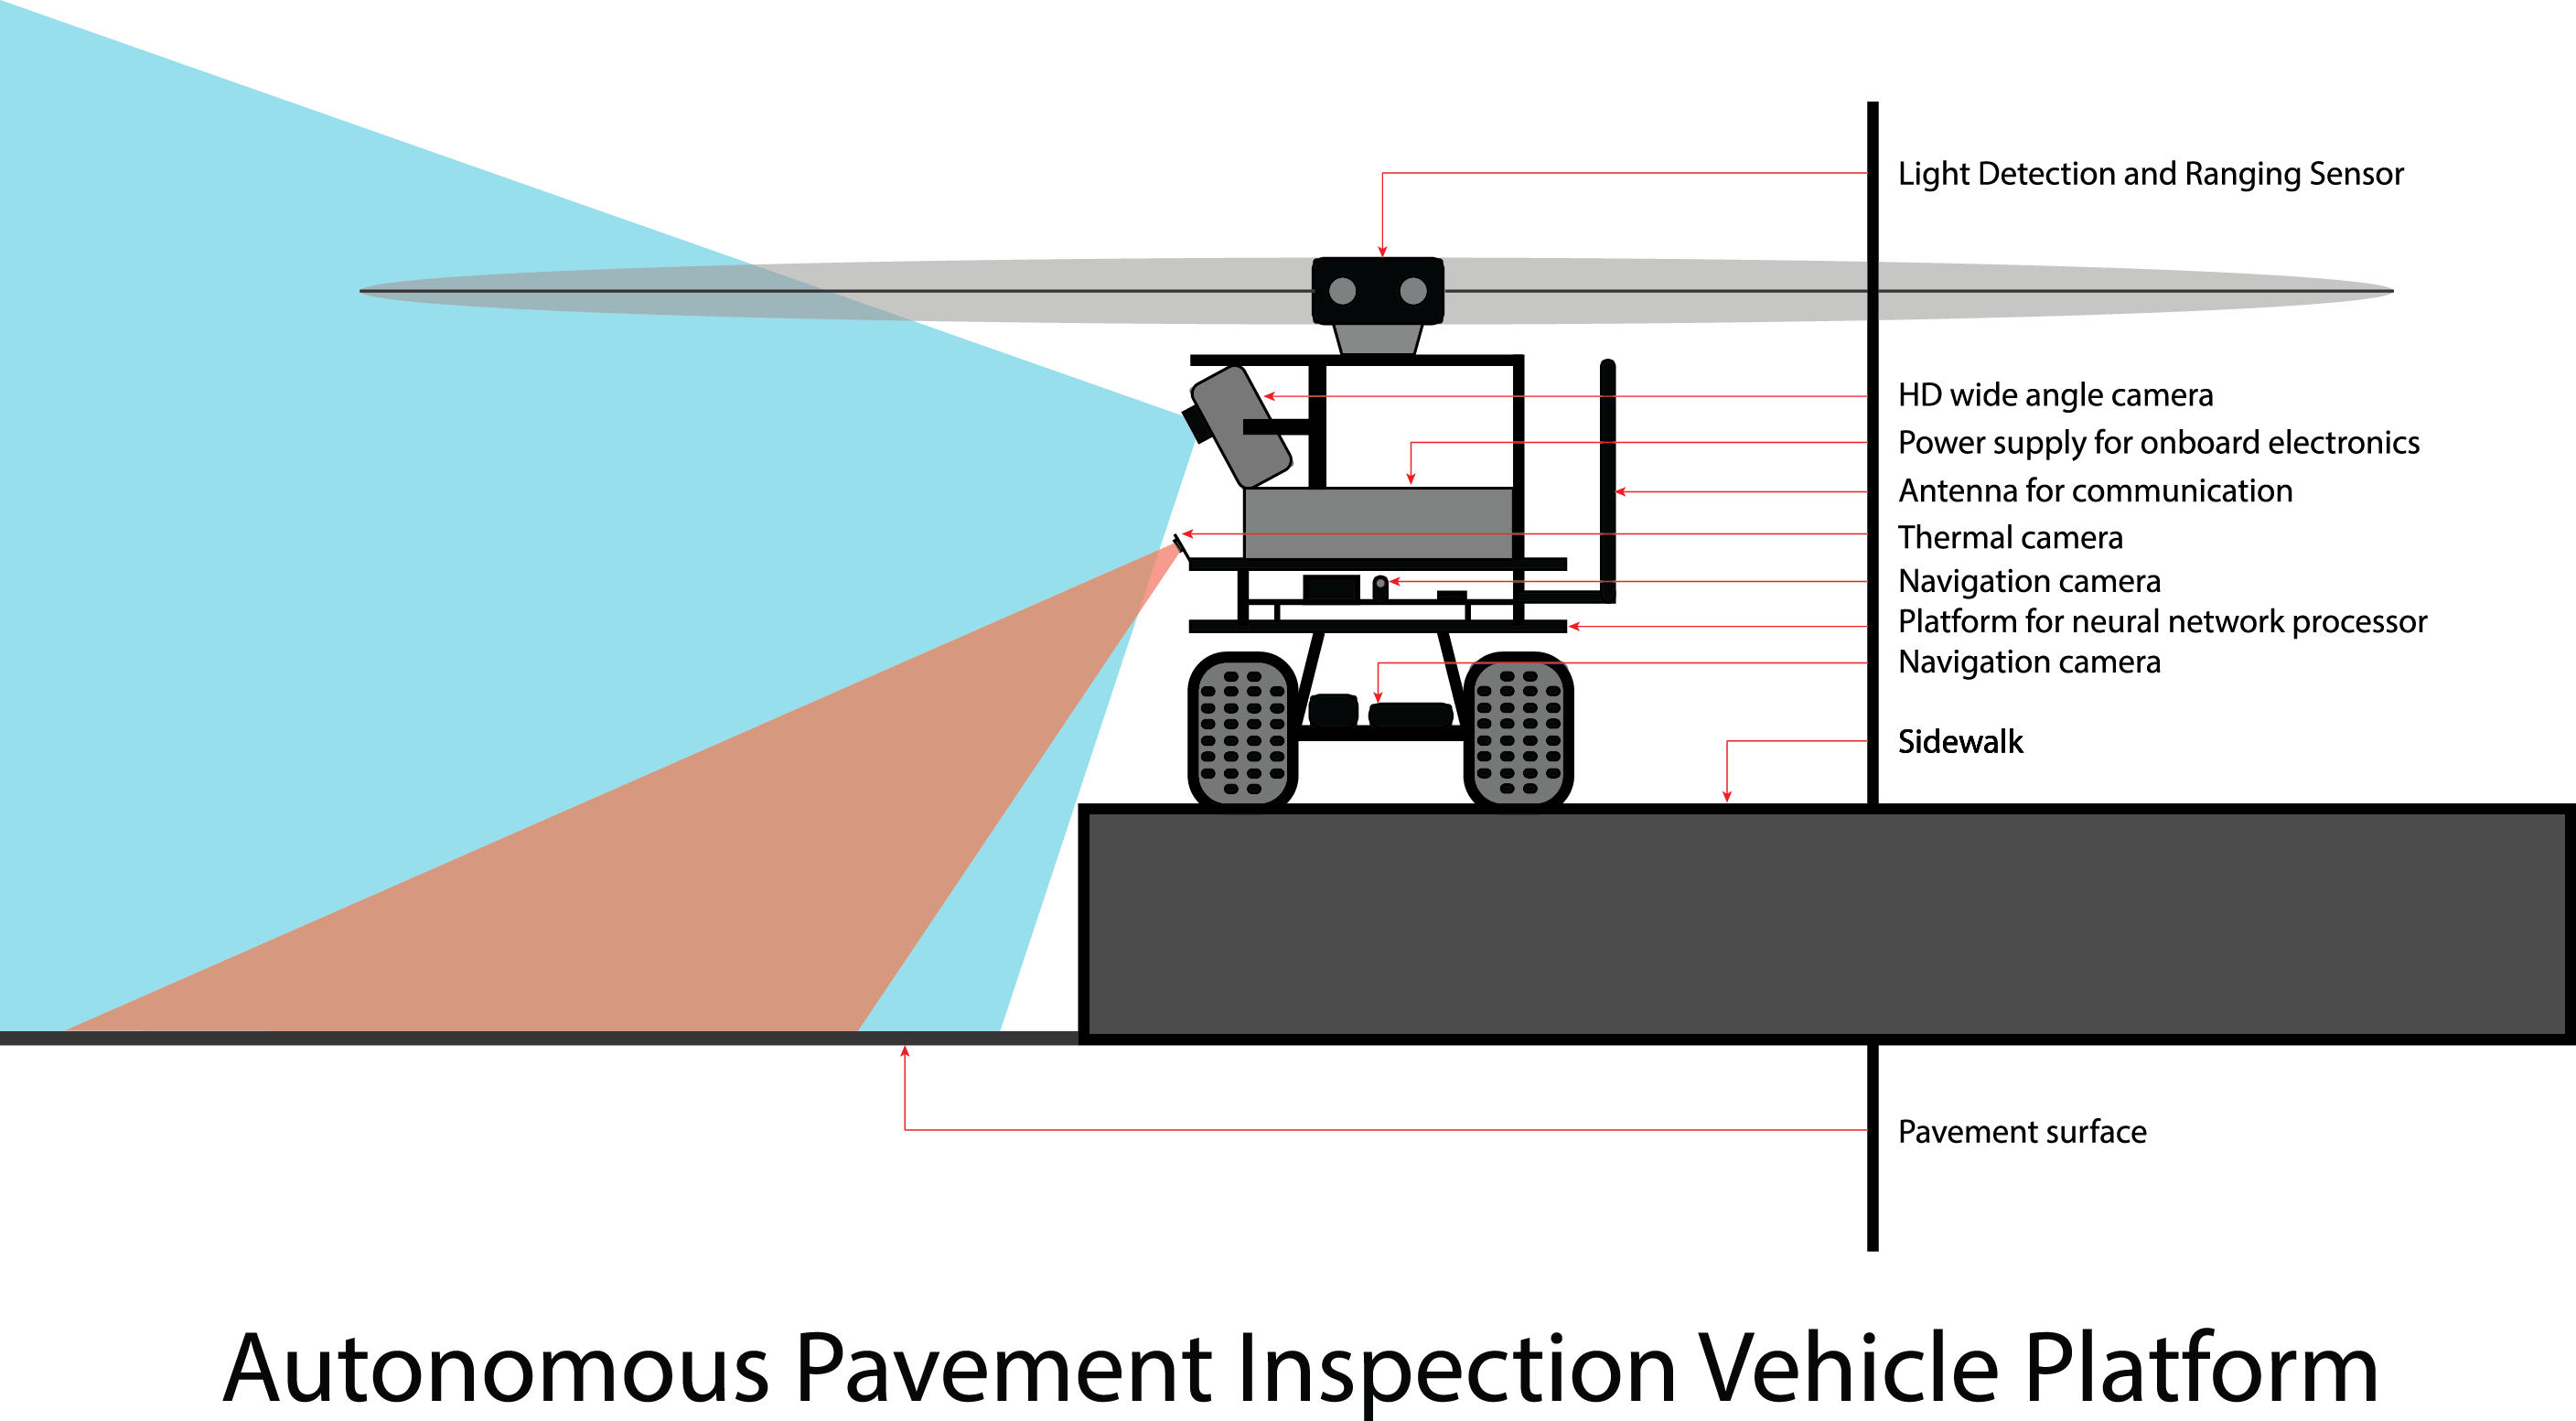 Light Detection and Ranging Sensor
HD wide angle camera
Power supply for onboard electronics
Antenna for communication
Thermal camera
Navigation camera
Platform for neural network processor
Navigation camera
Sidewalk
Pavement surface
Autonomous Pavement Inspection Vehicle Platform